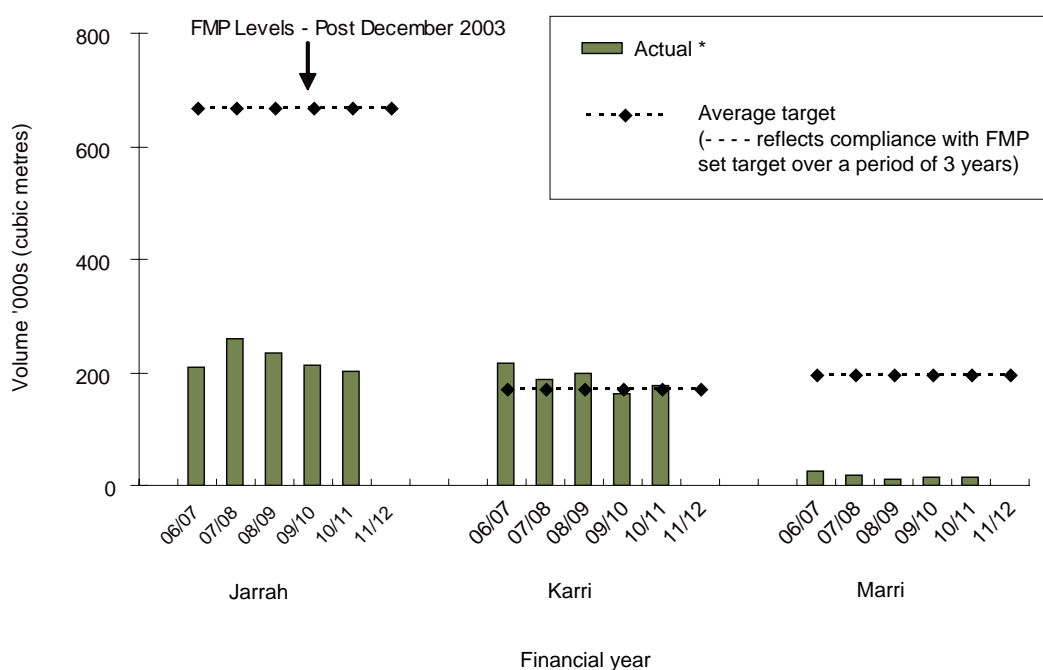 FMP Levels - Post December 2003
Actual *
Average target
(- - - - reflects compliance with FMP
set target over a period of 3 years)
Volume '000s (cubic metres)
800
600
400
200
0
06/07 07/08 08/09 09/10 10/11 11/12 06/07 07/08 08/09 09/10 10/11 11/12 06/07 07/08 08/09 09/10 10/11 11/12
Jarrah Karri Marri
Financial year